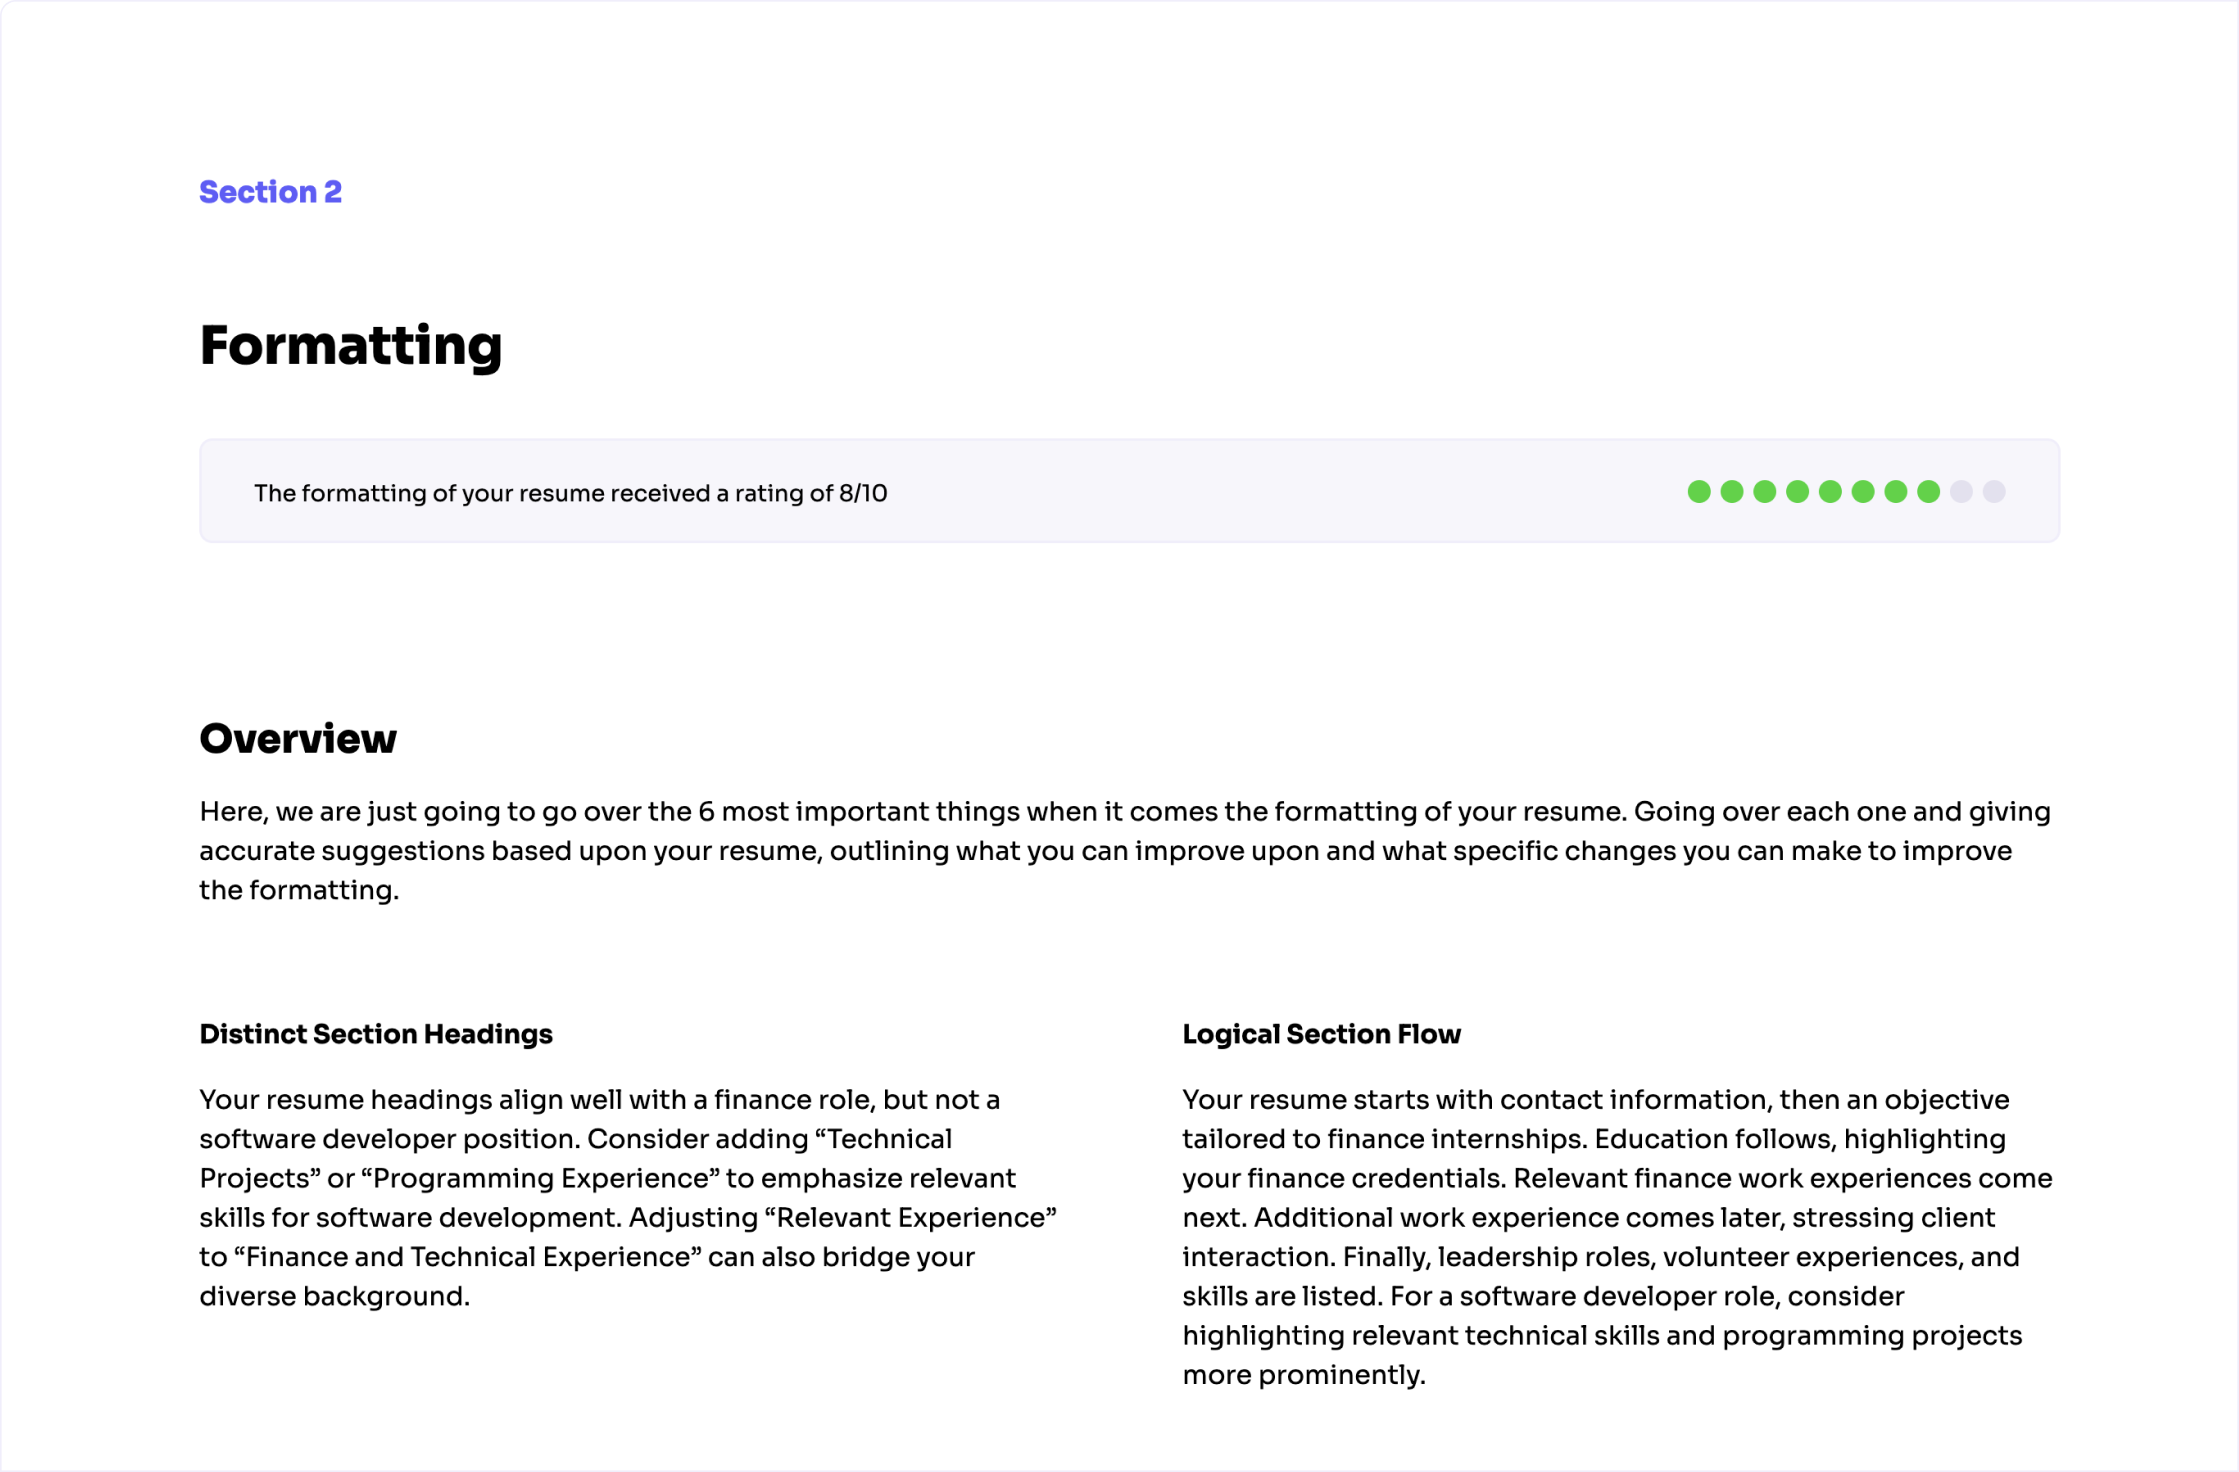 Section 2
Formatting
The formatting of your resume received a rating of 8/10
Overview
Here, we are just going to go over the 6 most important things when it comes the formatting of your resume. Going over each one and giving
accurate suggestions based upon your resume, outlining what you can improve upon and what specific changes you can make to improve
the formatting.
Distinct Section Headings
Your resume headings align well with a finance role, but not a
software developer position. Consider adding “Technical
Projects” or “Programming Experience” to emphasize relevant
skills for software development. Adjusting “Relevant Experience”
to “Finance and Technical Experience” can also bridge your
diverse background.
Logical Section Flow
Your resume starts with contact information, then an objective
tailored to finance internships. Education follows, highlighting
your finance credentials. Relevant finance work experiences come
next. Additional work experience comes later, stressing client
interaction. Finally, leadership roles, volunteer experiences, and
skills are listed. For a software developer role, consider
highlighting relevant technical skills and programming projects
more prominently.